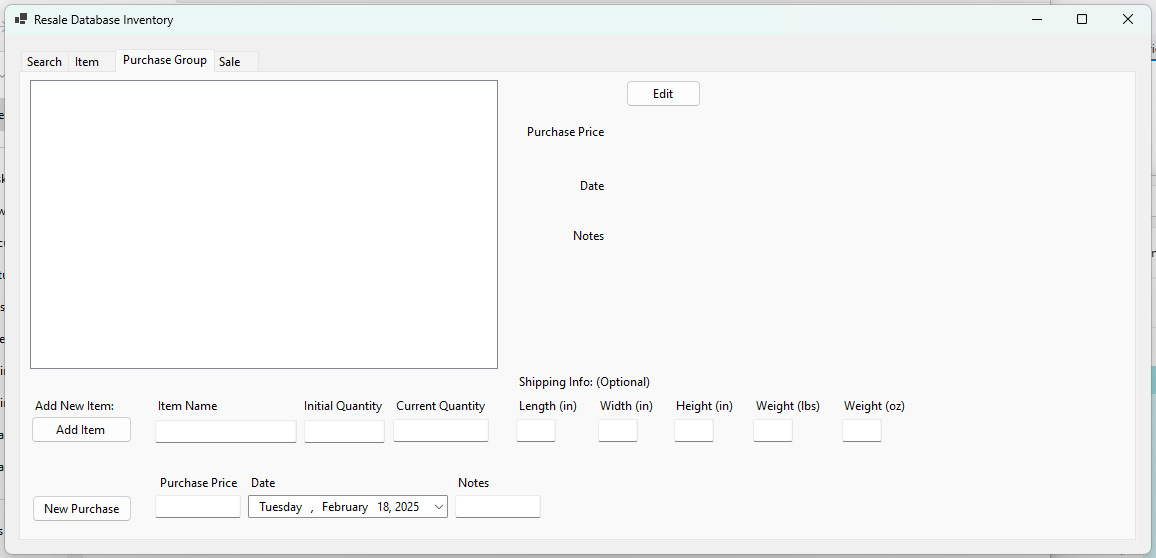 Resale Database Inventory
Search Item Purchase Group Sale
Edit
Purchase Price
Date
Notes
Shipping Info: (Optional)
Add New Item: Item Name Initial Quantity Current Quantity Length (in) Width (in) Height (in) Weight (lbs) Weight (oz)
Add Item
Purchase Price Date Notes
New Purchase Tuesday , February 18, 2025